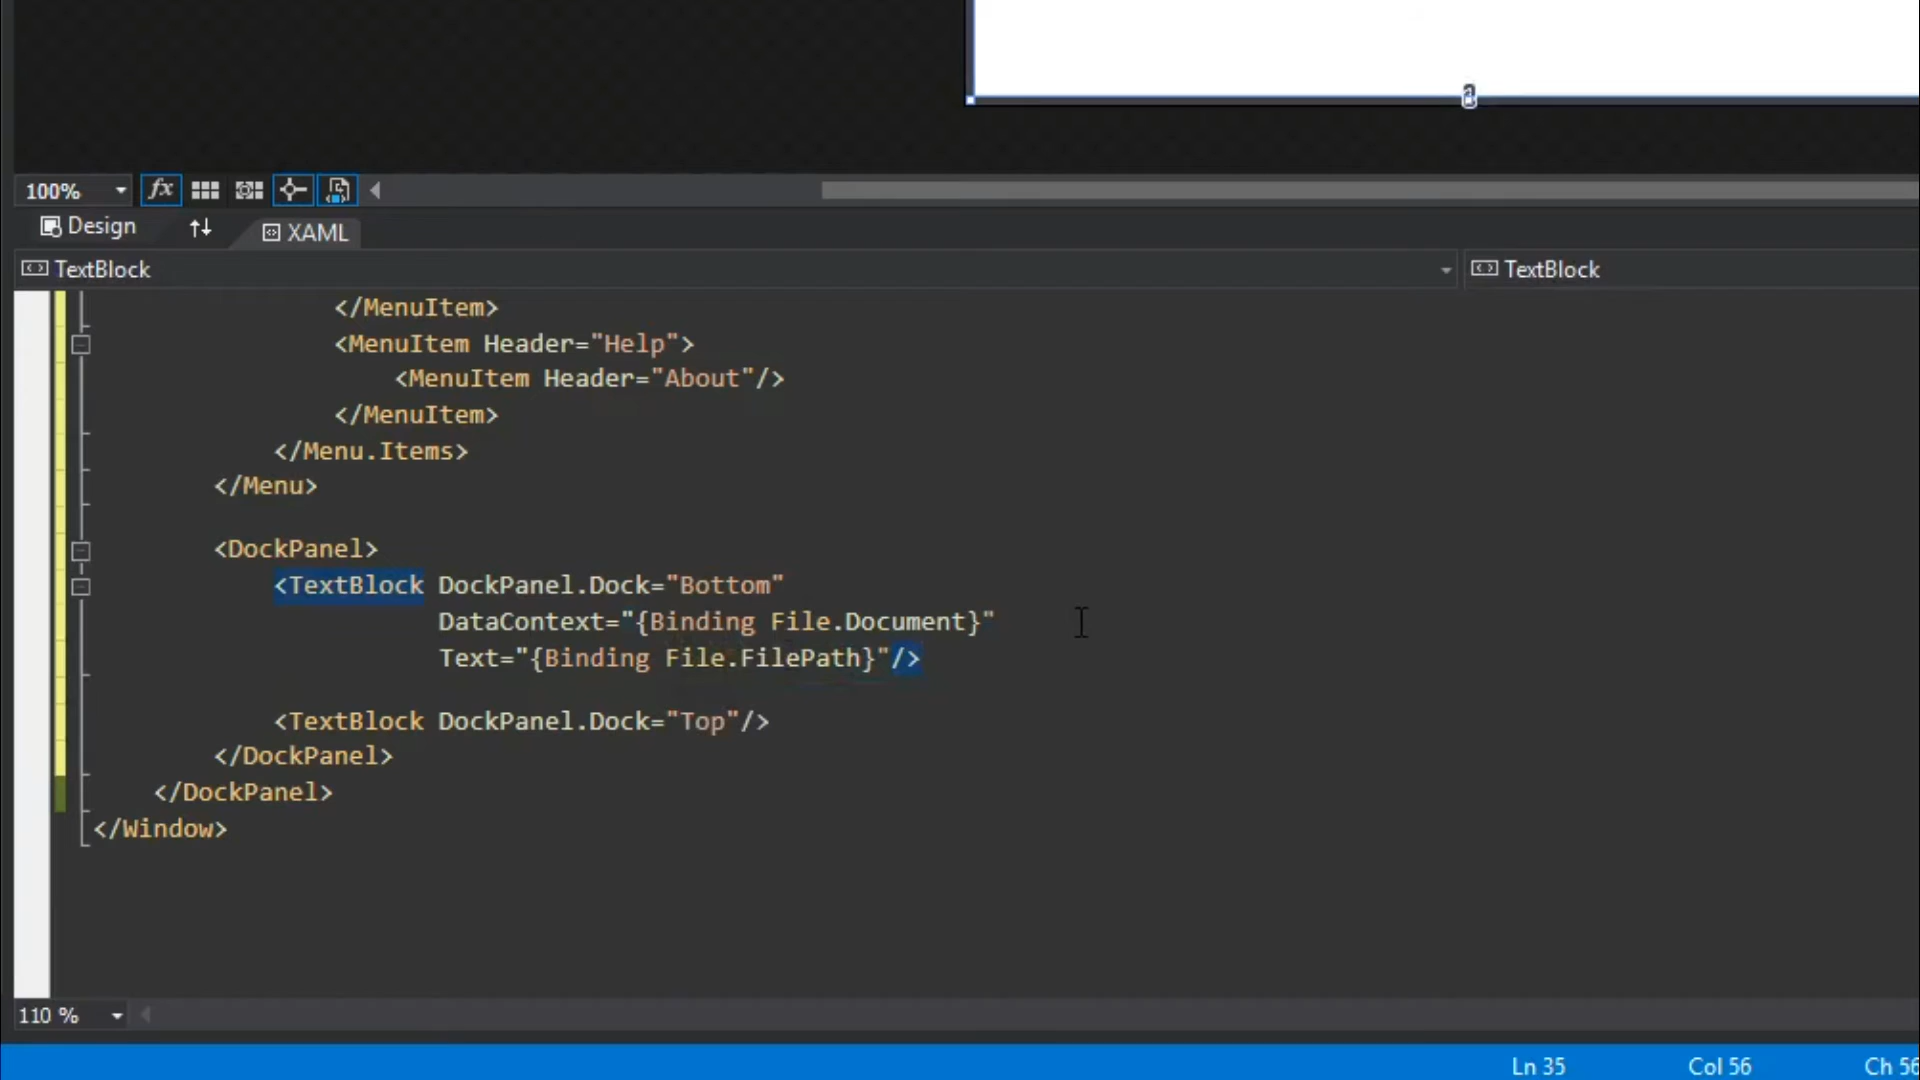 100%
Design
XAML
TextBlock
TextBlock
</MenuItem>
<MenuItem Header="Help">
<MenuItem Header="About"/>
</MenuItem>
</Menu.Items>
</Menu>
<DockPanel>
<TextBlock DockPanel.Dock="Bottom"
DataContext="{Binding File.Document}"
Text="{Binding File.FilePath}"/>
<TextBlock DockPanel.Dock="Top"/>
</DockPanel>
</DockPanel>
</Window>
110 %
Ln 35 Col 56 Ch 56